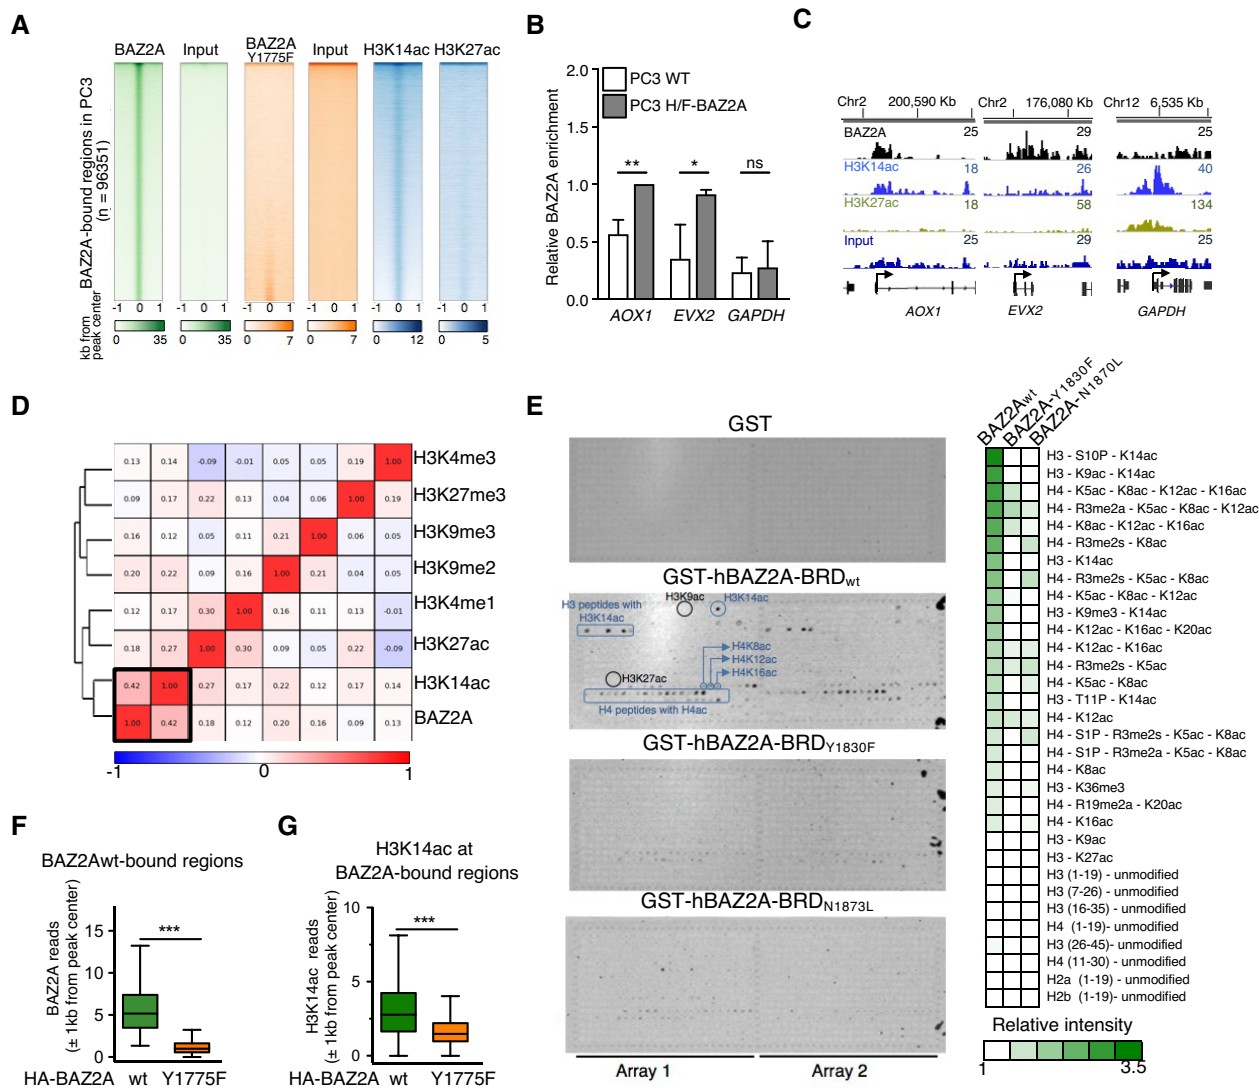 A
BAZ2A
Input
BAZ2A
Y1775F
Input
H3K14ac
H3K27ac
BAZ2A-bound regions in PC3
(n = 96351)
-1 0 1
-1 0 1
-1 0 1
-1 0 1
-1 0 1
-1 0 1
kb from
peak center
0 35
0 7
0 7
0 12
0 5
B
Relative BAZ2A enrichment
2.0
1.5
1.0
0.5
0.0
PC3 WT
PC3 H/F-BAZ2A
**
*
ns
AOX1
EVX2
GAPDH
C
Chr2 200,590 Kb
Chr2 176,080 Kb
Chr12 6,535 Kb
BAZ2A 25 29 25
H3K14ac 18 26 40
H3K27ac 18 58 134
Input 25 29 25
AOX1
EVX2
GAPDH
D
0.13 0.14 -0.09 -0.01 0.05 0.05 0.19 1.00 H3K4me3
0.09 0.17 0.22 0.13 0.04 0.06 1.00 0.19 H3K27me3
0.16 0.12 0.05 0.11 0.21 1.00 0.06 0.05 H3K9me3
0.20 0.22 0.09 0.16 1.00 0.21 0.04 0.05 H3K9me2
0.12 0.17 0.30 1.00 0.16 0.11 0.13 -0.01 H3K4me1
0.18 0.27 1.00 0.30 0.09 0.05 0.22 -0.09 H3K27ac
0.42 1.00 0.27 0.17 0.22 0.12 0.17 0.14 H3K14ac
1.00 0.42 0.18 0.12 0.20 0.16 0.09 0.13 BAZ2A
-1 0 1
E
GST
GST-hBAZ2A-BRDwt
H3 peptides with
H3K14ac
H3K9ac
H3K14ac
H4K8ac
H4K12ac
H4K16ac
H3K27ac
H4 peptides with H4ac
GST-hBAZ2A-BRDY1830F
GST-hBAZ2A-BRDN1873L
Array 1
Array 2
BAZ2Awt
BAZ2A-Y1830F
BAZ2A-N1870L
H3 - S10P - K14ac
H3 - K9ac - K14ac
H4 - K5ac - K8ac - K12ac - K16ac
H4 - R3me2a - K5ac - K8ac - K12ac
H4 - K8ac - K12ac - K16ac
H4 - R3me2s - K8ac
H3 - K14ac
H4 - R3me2s - K5ac - K8ac
H4 - K5ac - K8ac - K12ac
H3 - K9me3 - K14ac
H4 - K12ac - K16ac - K20ac
H4 - K12ac - K16ac
H4 - R3me2s - K5ac
H4 - K5ac - K8ac
H3 - T11P - K14ac
H4 - K12ac
H4 - S1P - R3me2s - K5ac - K8ac
H4 - S1P - R3me2a - K5ac - K8ac
H4 - K8ac
H3 - K36me3
H4 - R19me2a - K20ac
H4 - K16ac
H3 - K9ac
H3 - K27ac
H3 (1-19) - unmodified
H3 (7-26) - unmodified
H3 (16-35) - unmodified
H4 (1-19)- unmodified
H3 (26-45)- unmodified
H4 (11-30) - unmodified
H2a (1-19) - unmodified
H2b (1-19)- unmodified
Relative intensity
1 3.5
F
BAZ2Awt-bound regions
BAZ2A reads
(± 1kb from peak center)
15
10
5
0
***
HA-BAZ2A wt Y1775F
G
H3K14ac at
BAZ2A-bound regions
H3K14ac reads
(± 1kb from peak center)
10
5
0
***
HA-BAZ2A wt Y1775F